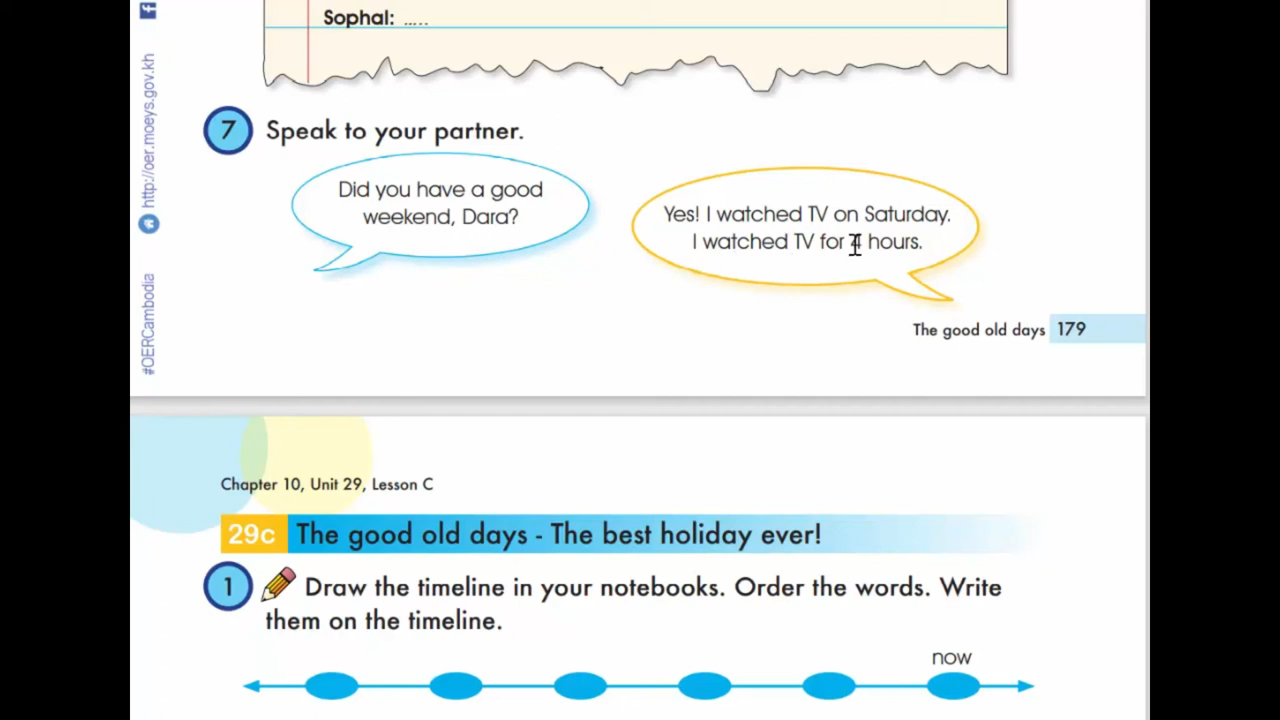 Sophal: .....
http://oer.moeys.gov.kh
#OERCambodia
7 Speak to your partner.
Did you have a good
weekend, Dara?
Yes! I watched TV on Saturday.
I watched TV for 4 hours.
The good old days 179
Chapter 10, Unit 29, Lesson C
29c The good old days - The best holiday ever!
1 Draw the timeline in your notebooks. Order the words. Write
them on the timeline.
now